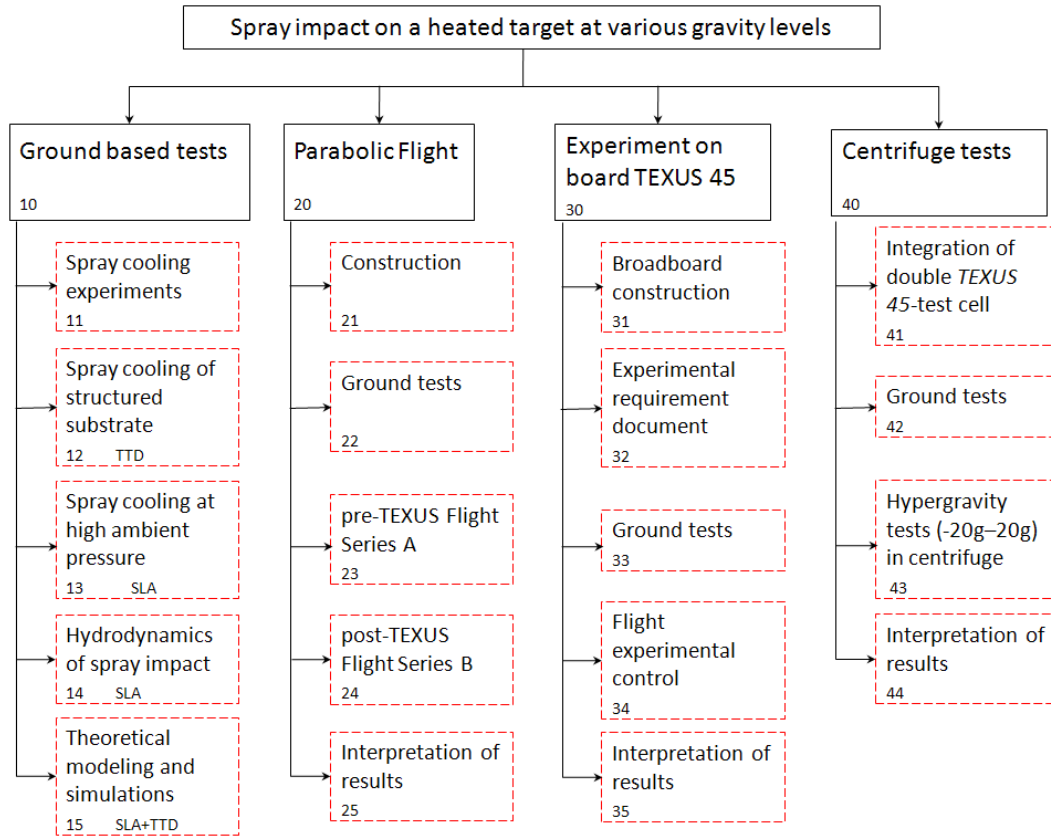 Spray impact on a heated target at various gravity levels
Ground based tests
10
Spray cooling
experiments
11
Spray cooling of
structured
substrate
12 TTD
Spray cooling at
high ambient
pressure
13 SLA
Hydrodynamics
of spray impact
14 SLA
Theoretical
modeling and
simulations
15 SLA+TTD
Parabolic Flight
20
Construction
21
Ground tests
22
pre-TEXUS Flight
Series A
23
post-TEXUS
Flight Series B
24
Interpretation of
results
25
Experiment on
board TEXUS 45
30
Broadboard
construction
31
Experimental
requirement
document
32
Ground tests
33
Flight
experimental
control
34
Interpretation of
results
35
Centrifuge tests
40
Integration of
double TEXUS
45-test cell
41
Ground tests
42
Hypergravity
tests (-20g–20g)
in centrifuge
43
Interpretation of
results
44